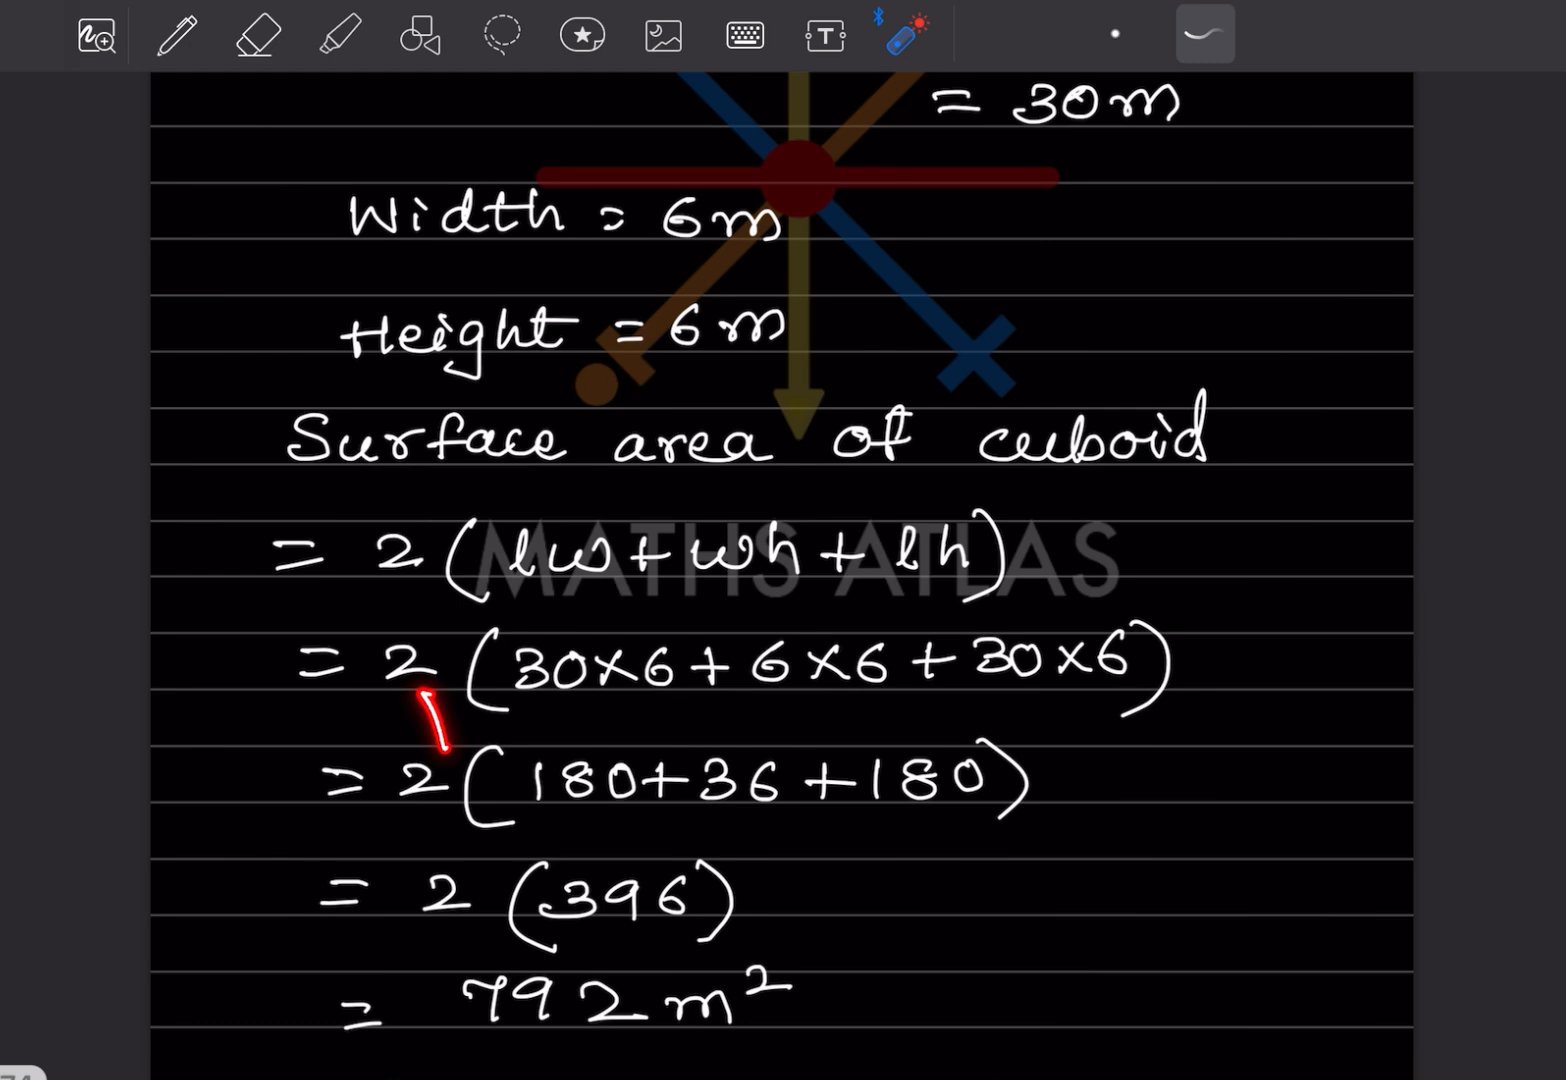 = 30m
Width = 6m
Height = 6m
Surface area of cuboid
MATHS ATLAS
= 2 (lw + wh + lh)
= 2 (30×6 + 6×6 + 30×6)
= 2 (180+36+180)
= 2 (396)
= 792 m²